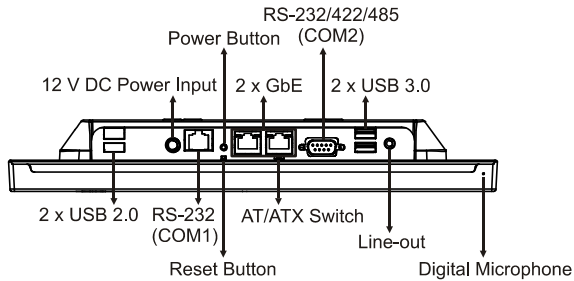 RS-232/422/485
(COM2)
Power Button
12 V DC Power Input
2 x GbE
2 x USB 3.0
2 x USB 2.0
RS-232
(COM1)
AT/ATX Switch
Line-out
Reset Button
Digital Microphone